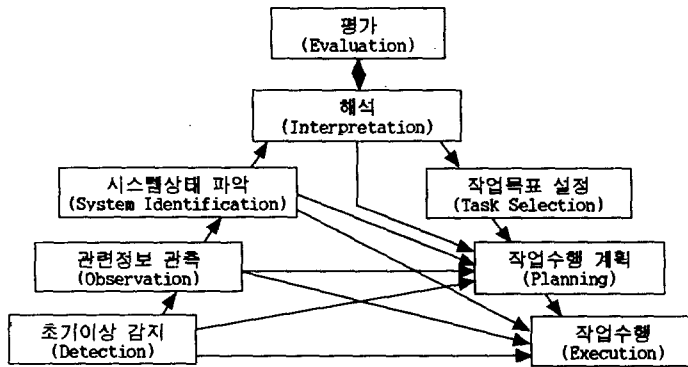 평가
(Evaluation)
해석
(Interpretation)
시스템상태 파악
(System Identification)
작업목표 설정
(Task Selection)
관련정보 관측
(Observation)
작업수행 계획
(Planning)
초기이상 감지
(Detection)
작업수행
(Execution)